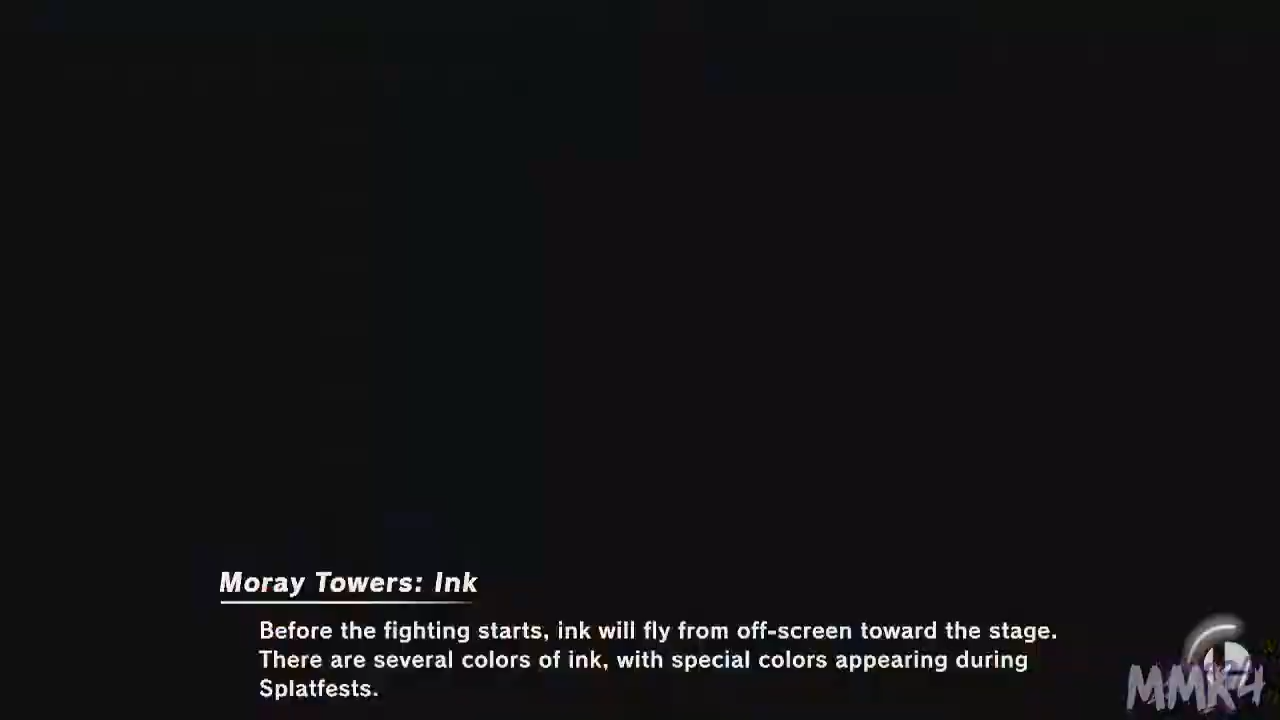 Moray Towers: Ink
Before the fighting starts, ink will fly from off-screen toward the stage.
There are several colors of ink, with special colors appearing during
Splatfests.
MMK4